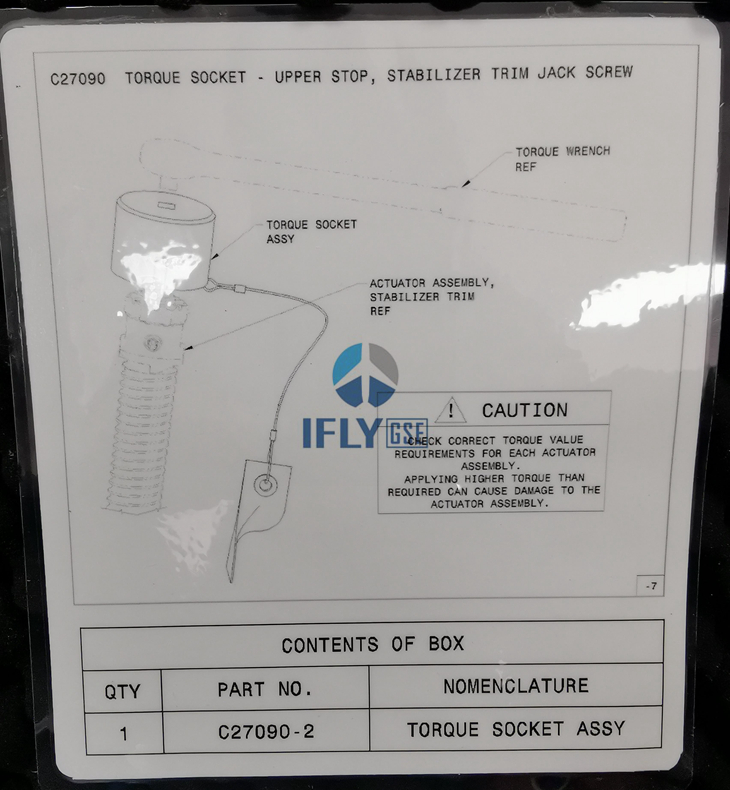 C27090 TORQUE SOCKET - UPPER STOP, STABILIZER TRIM JACK SCREW
TORQUE WRENCH
REF
TORQUE SOCKET
ASSY
ACTUATOR ASSEMBLY,
STABILIZER TRIM
REF
IFLY GSE
! CAUTION
CHECK CORRECT TORQUE VALUE
REQUIREMENTS FOR EACH ACTUATOR
ASSEMBLY.
APPLYING HIGHER TORQUE THAN
REQUIRED CAN CAUSE DAMAGE TO THE
ACTUATOR ASSEMBLY.
-7
CONTENTS OF BOX
QTY PART NO. NOMENCLATURE
1 C27090-2 TORQUE SOCKET ASSY